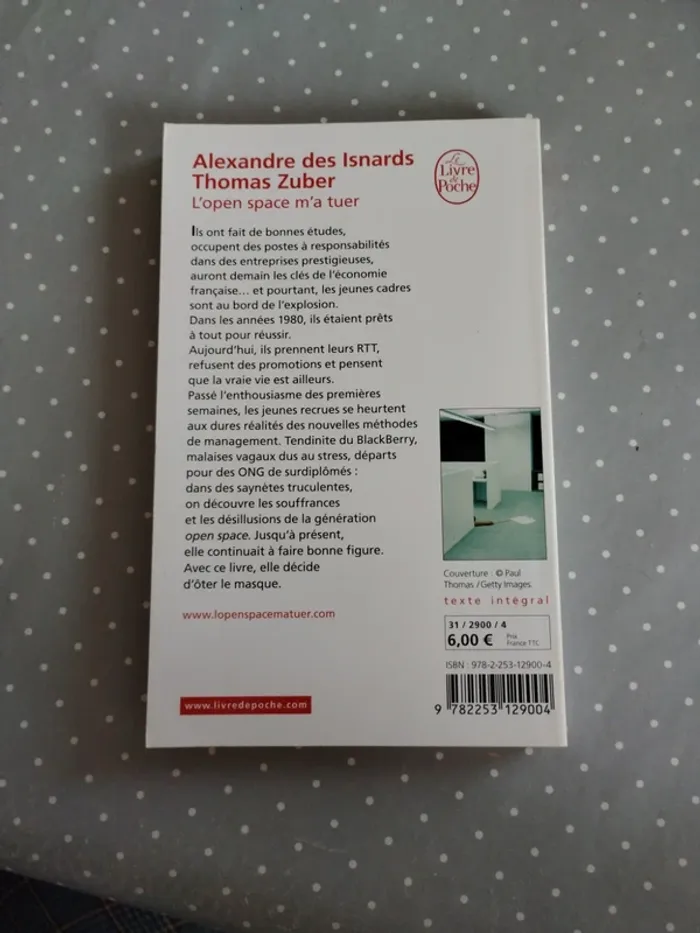 Alexandre des Isnards
Thomas Zuber
L'open space m'a tuer
Le
Livre
de
Poche
Ils ont fait de bonnes études,
occupent des postes à responsabilités
dans des entreprises prestigieuses,
auront demain les clés de l'économie
française... et pourtant, les jeunes cadres
sont au bord de l'explosion.
Dans les années 1980, ils étaient prêts
à tout pour réussir.
Aujourd'hui, ils prennent leurs RTT,
refusent des promotions et pensent
que la vraie vie est ailleurs.
Passé l'enthousiasme des premières
semaines, les jeunes recrues se heurtent
aux dures réalités des nouvelles méthodes
de management. Tendinite du BlackBerry,
malaises vagaux dus au stress, départs
pour des ONG de surdiplômés :
dans des saynètes truculentes,
on découvre les souffrances
et les désillusions de la génération
open space. Jusqu'à présent,
elle continuait à faire bonne figure.
Avec ce livre, elle décide
d'ôter le masque.
www.lopenspacematuer.com
www.livredepoche.com
Couverture : © Paul
Thomas / Getty Images.
texte intégral
31 / 2900 / 4
6,00 € Prix
France TTC
ISBN : 978-2-253-12900-4
9 782253 129004